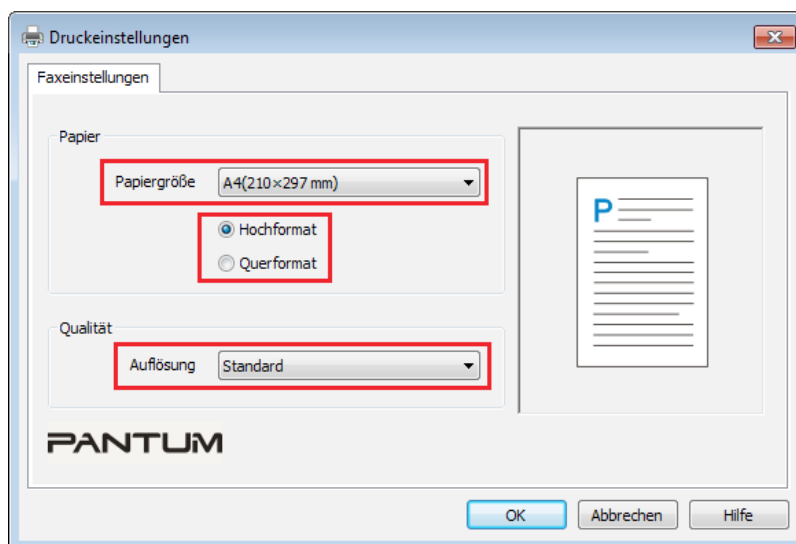 Druckeinstellungen
Faxeinstellungen
Papier
Papiergröße A4(210×297 mm)
Hochformat
Querformat
P
Qualität
Auflösung Standard
PANTUM
OK Abbrechen Hilfe